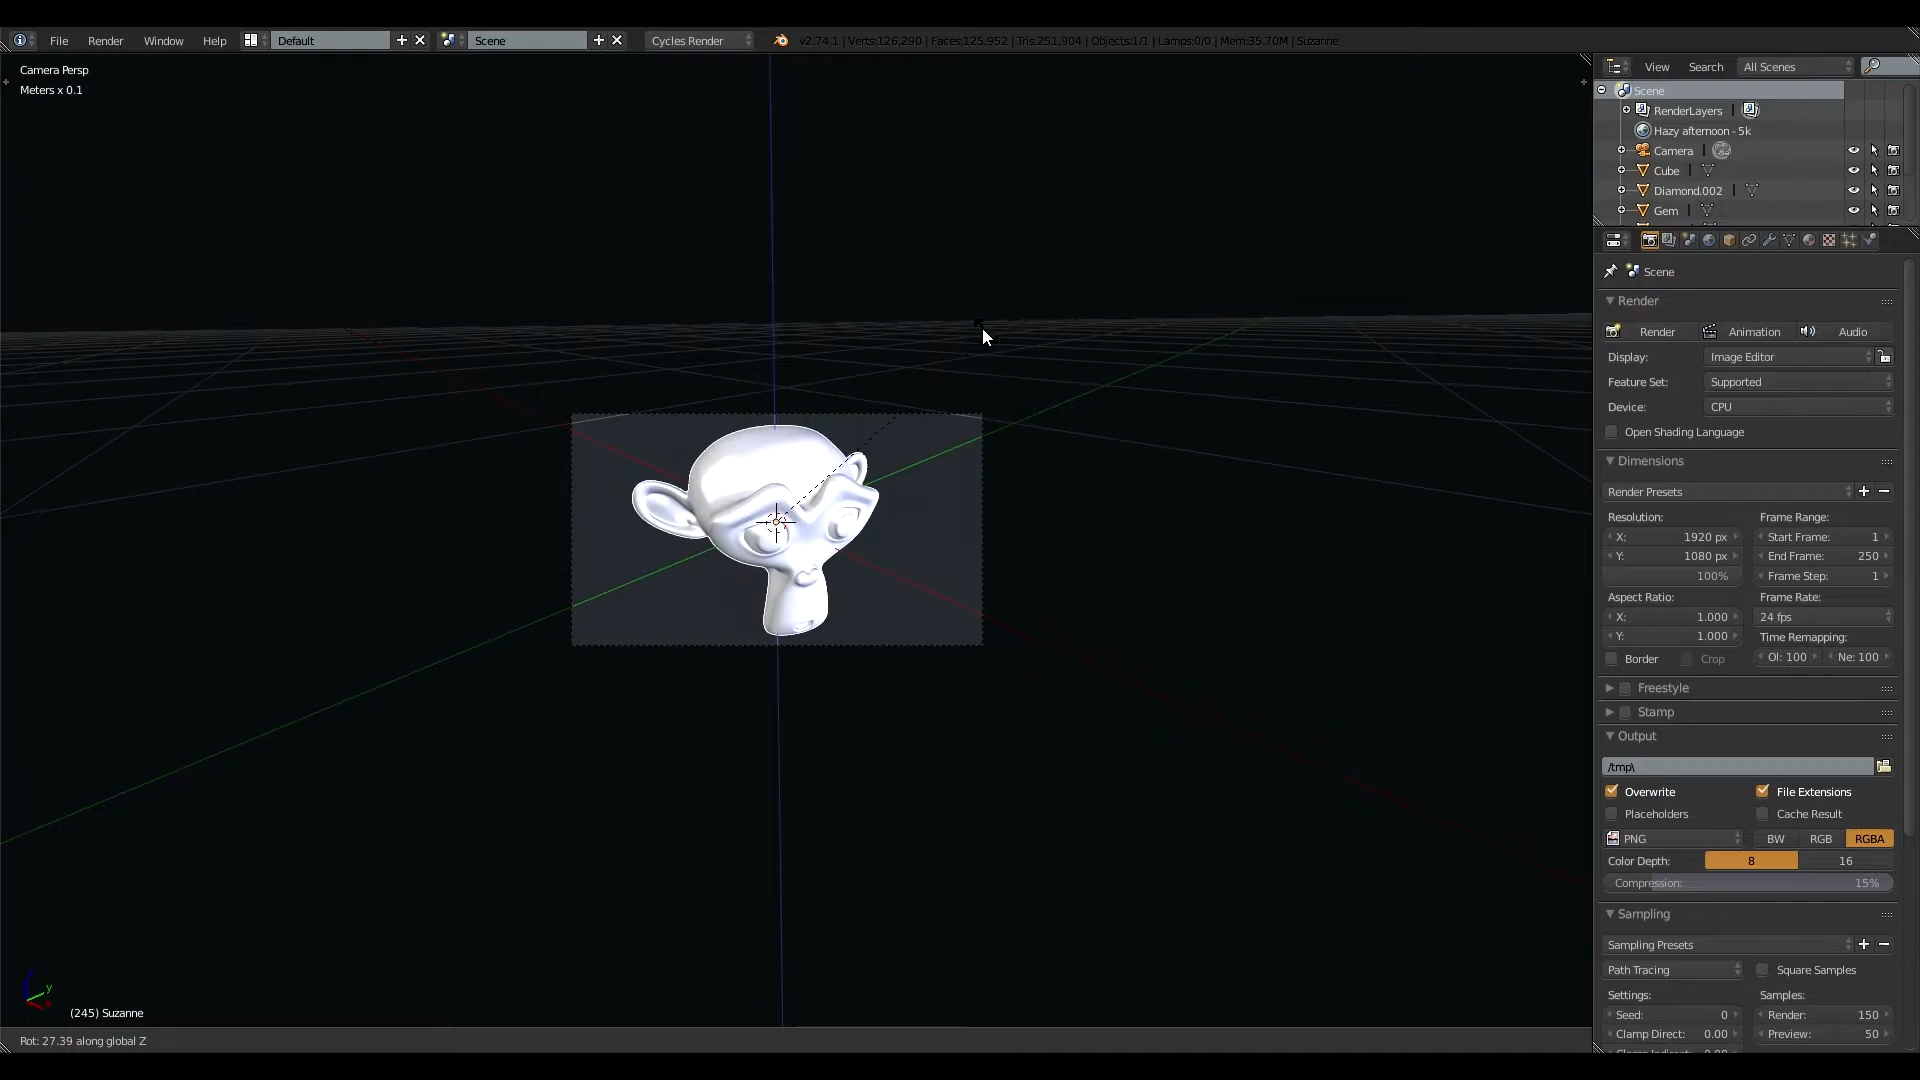 File Render Window Help Default Scene Cycles Render v2.74.1 | Verts:126,290 | Faces:125,952 | Tris:251,904 | Objects:1/1 | Lamps:0/0 | Mem:35.70M | Suzanne
Camera Persp
Meters x 0.1
(245) Suzanne
Rot: 27.39 along global Z
View Search All Scenes
Scene
RenderLayers
Hazy afternoon - 5k
Camera
Cube
Diamond.002
Gem
Scene
Render
Render Animation Audio
Display: Image Editor
Feature Set: Supported
Device: CPU
Open Shading Language
Dimensions
Render Presets
Resolution: Frame Range:
X: 1920 px Start Frame: 1
Y: 1080 px End Frame: 250
100% Frame Step: 1
Aspect Ratio: Frame Rate:
X: 1.000 24 fps
Y: 1.000 Time Remapping:
Border Crop Ol: 100 Ne: 100
Freestyle
Stamp
Output
/tmp\
Overwrite File Extensions
Placeholders Cache Result
PNG BW RGB RGBA
Color Depth: 8 16
Compression: 15%
Sampling
Sampling Presets
Path Tracing Square Samples
Settings: Samples:
Seed: 0 Render: 150
Clamp Direct: 0.00 Preview: 50